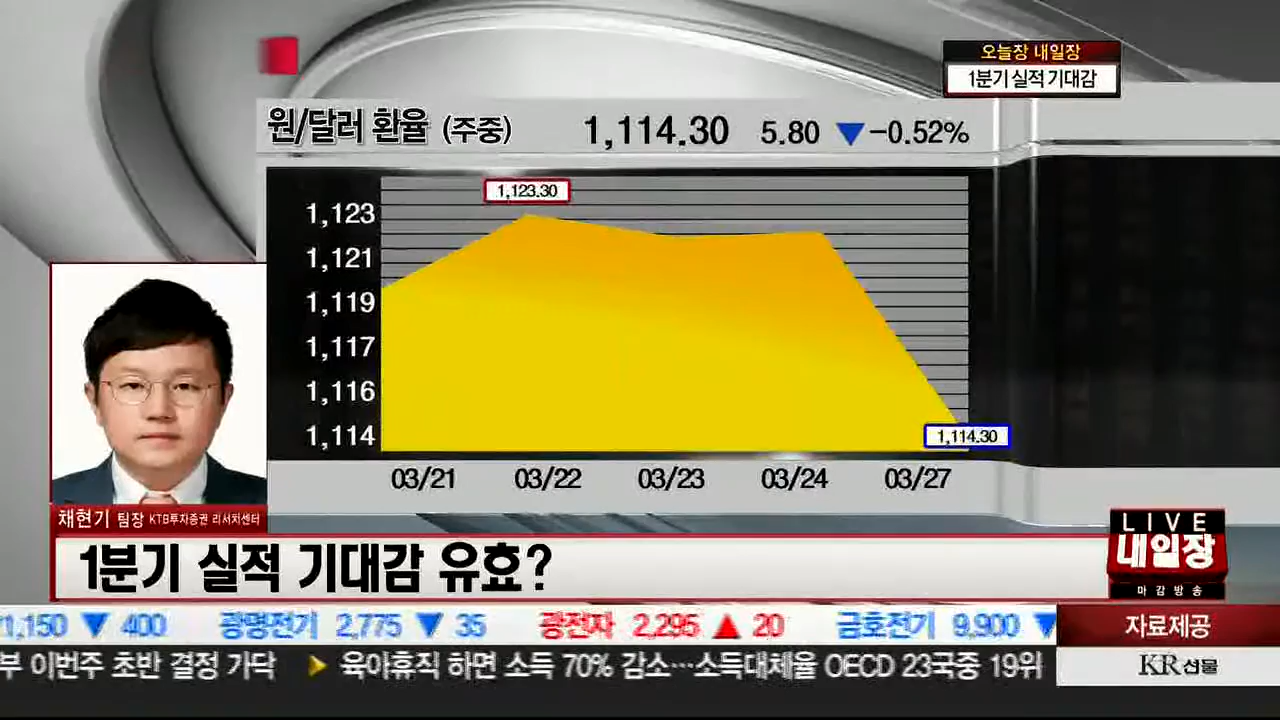 오늘장 내일장
1분기 실적 기대감
원/달러 환율 (주중) 1,114.30 5.80 ▼-0.52%
1,123.30
1,123
1,121
1,119
1,117
1,116
1,114
1,114.30
03/21 03/22 03/23 03/24 03/27
채현기 팀장 KTB투자증권 리서치센터
1분기 실적 기대감 유효?
LIVE
내일장
마감방송
1,150 ▼ 400 광명전기 2,775 ▼ 35 광전자 2,295 ▲ 20 금호전기 9,900 ▼
자료제공
부 이번주 초반 결정 가닥 ▶ 육아휴직 하면 소득 70% 감소…소득대체율 OECD 23국중 19위
KR선물